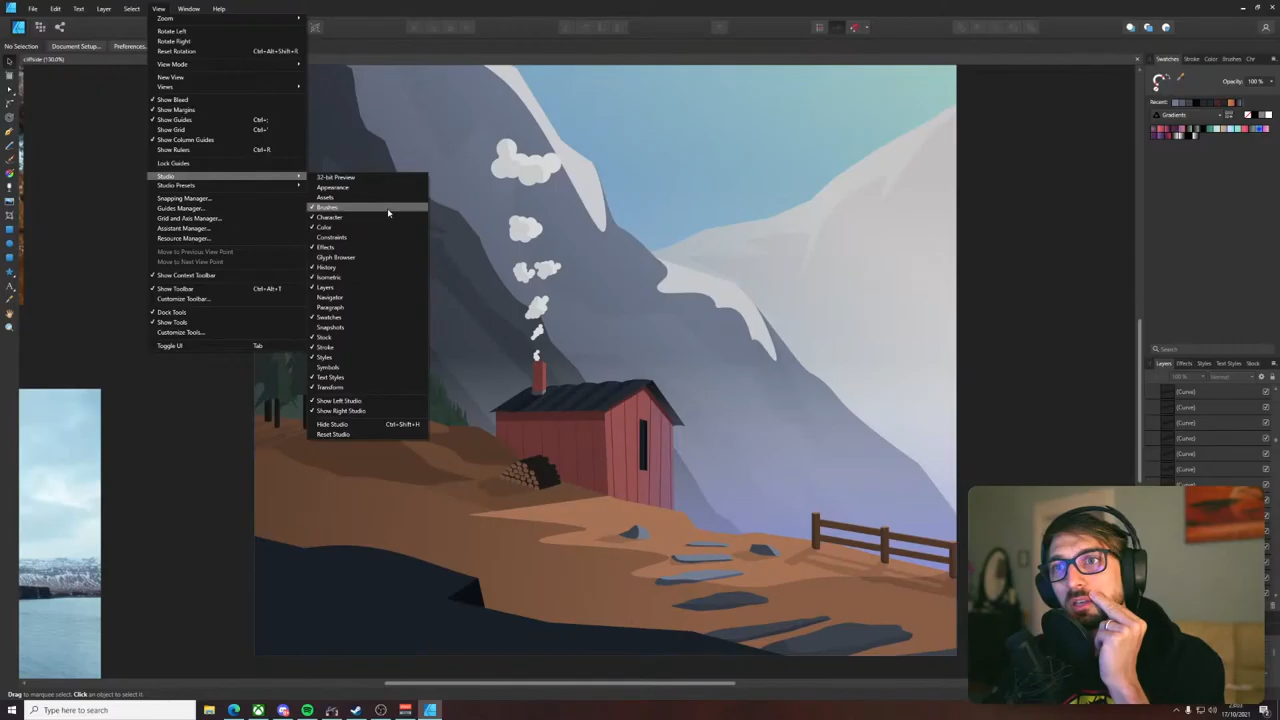 File Edit Text Layer Select View Window Help
No Selection Document Setup... Preferences...
Zoom
Rotate Left
Rotate Right
Reset Rotation Ctrl+Alt+Shift+R
View Mode
New View
Views
Show Bleed
Show Margins
Show Guides Ctrl+;
Show Grid Ctrl+'
Show Column Guides
Show Rulers Ctrl+R
Lock Guides
Studio
Studio Presets
Snapping Manager...
Guides Manager...
Grid and Axis Manager...
Assistant Manager...
Resource Manager...
Move to Previous View Point
Move to Next View Point
Show Context Toolbar
Show Toolbar Ctrl+Alt+T
Customize Toolbar...
Dock Tools
Show Tools
Customize Tools...
Toggle UI Tab
32-bit Preview
Appearance
Assets
Brushes
Character
Color
Constraints
Effects
Glyph Browser
History
Isometric
Layers
Navigator
Paragraph
Swatches
Snapshots
Stock
Stroke
Styles
Symbols
Text Styles
Transform
Show Left Studio
Show Right Studio
Hide Studio Ctrl+Shift+H
Reset Studio
Swatches Stroke Color Brushes Chr
Opacity: 100 %
Recent:
Gradients
Search
Layers Effects Styles Text Styles Stock
100 % Normal
(Curve)
(Curve)
(Curve)
(Curve)
(Curve)
(Curve)
Drag to marquee select. Click an object to select it.
Type here to search
17/10/2021